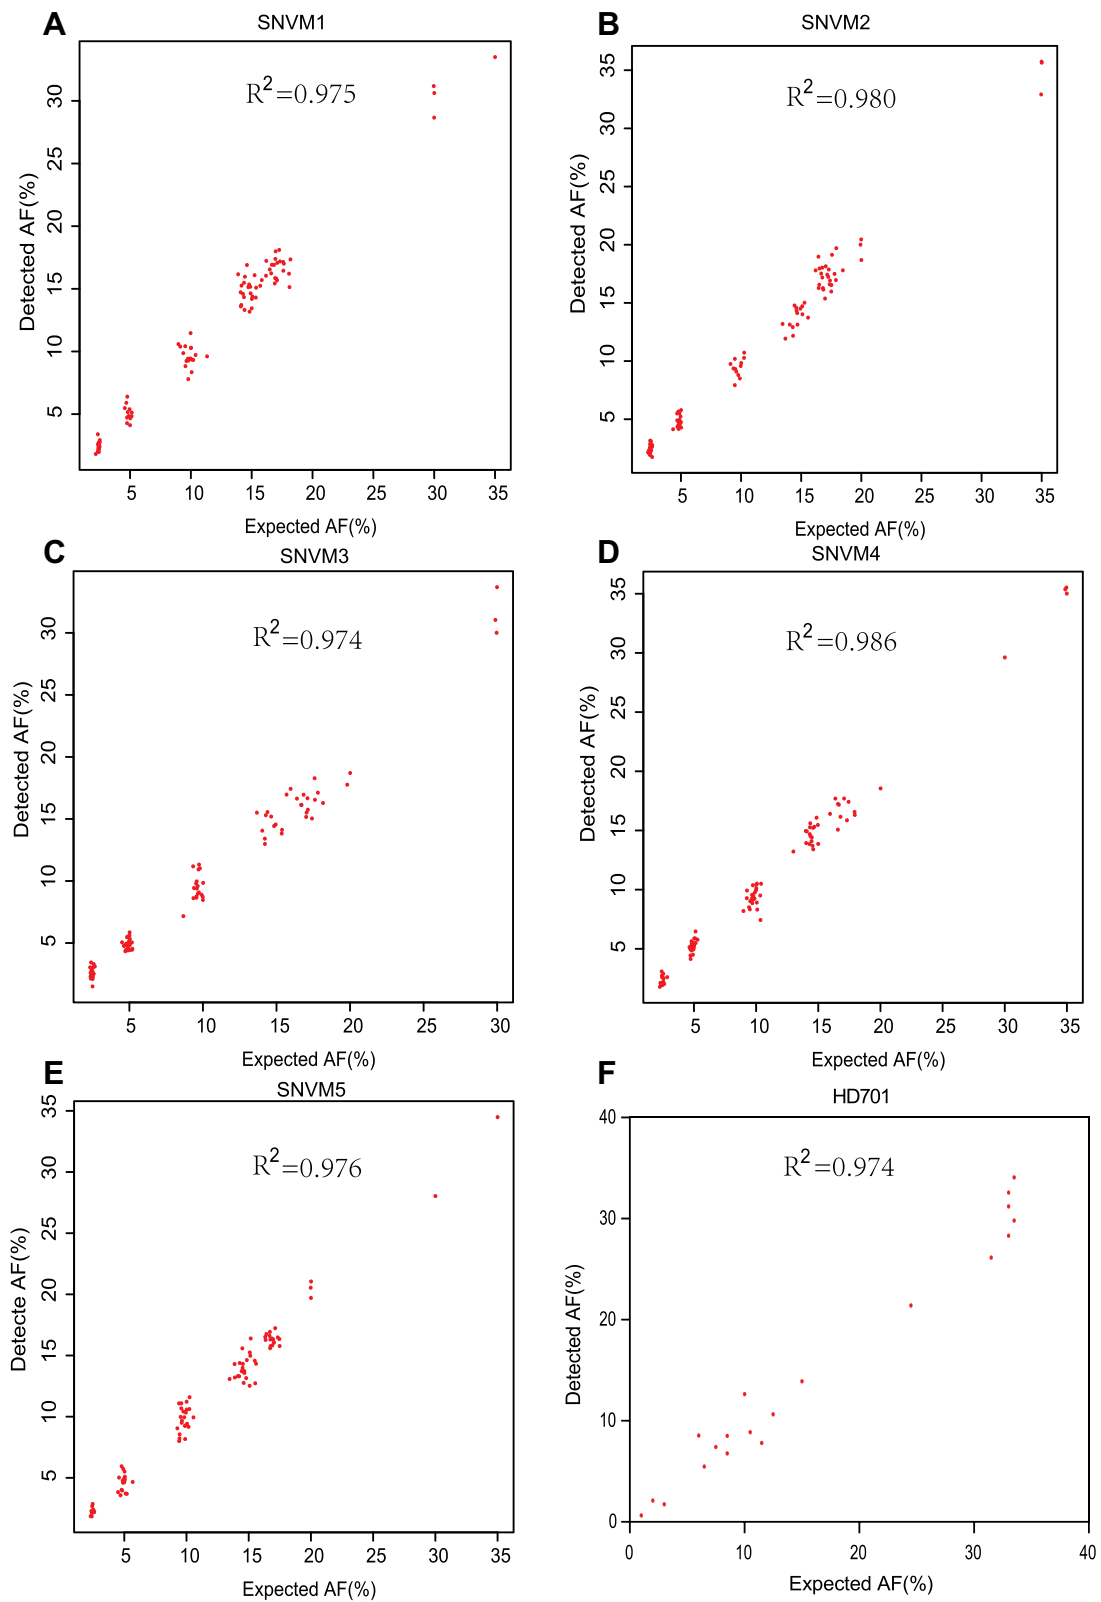 A
SNVM1
R²=0.975
Detected AF(%)
30
25
20
15
10
5
5 10 15 20 25 30 35
Expected AF(%)
B
SNVM2
R²=0.980
Detected AF(%)
35
30
25
20
15
10
5
5 10 15 20 25 30 35
Expected AF(%)
C
SNVM3
R²=0.974
Detected AF(%)
30
25
20
15
10
5
5 10 15 20 25 30
Expected AF(%)
D
SNVM4
R²=0.986
Detected AF(%)
35
30
25
20
15
10
5
5 10 15 20 25 30 35
Expected AF(%)
E
SNVM5
R²=0.976
Detecte AF(%)
35
30
25
20
15
10
5
5 10 15 20 25 30 35
Expected AF(%)
F
HD701
R²=0.974
Detected AF(%)
40
30
20
10
0
0 10 20 30 40
Expected AF(%)